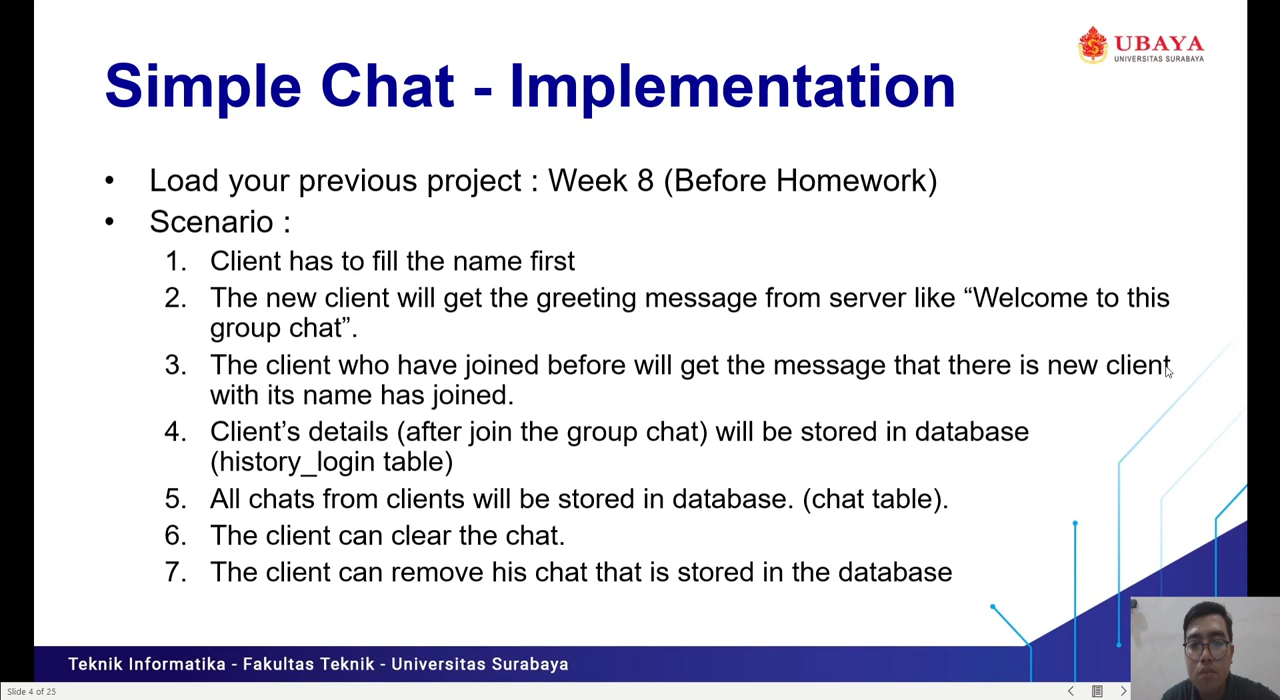 UBAYA
UNIVERSITAS SURABAYA
Simple Chat - Implementation
• Load your previous project : Week 8 (Before Homework)
• Scenario :
1. Client has to fill the name first
2. The new client will get the greeting message from server like “Welcome to this
group chat”.
3. The client who have joined before will get the message that there is new client
with its name has joined.
4. Client’s details (after join the group chat) will be stored in database
(history_login table)
5. All chats from clients will be stored in database. (chat table).
6. The client can clear the chat.
7. The client can remove his chat that is stored in the database
Teknik Informatika - Fakultas Teknik - Universitas Surabaya
Slide 4 of 25